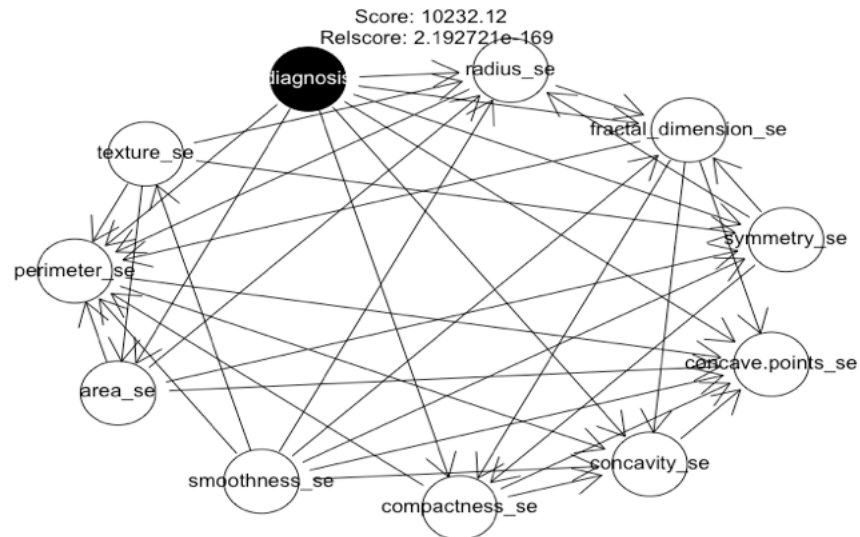 Score: 10232.12
Relscore: 2.192721e-169
diagnosis
radius_se
fractal_dimension_se
texture_se
symmetry_se
perimeter_se
concave.points_se
area_se
concavity_se
smoothness_se
compactness_se